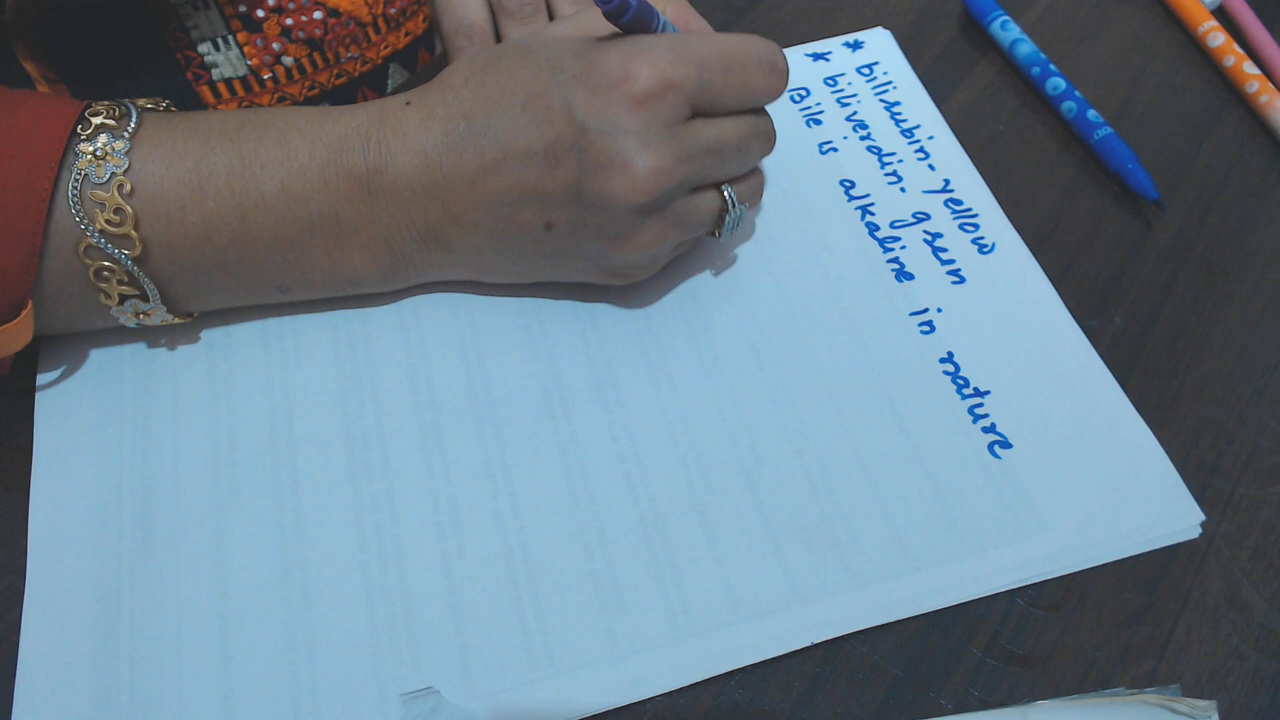 * bilirubin- yellow
* biliverdin- green
Bile is alkaline in nature